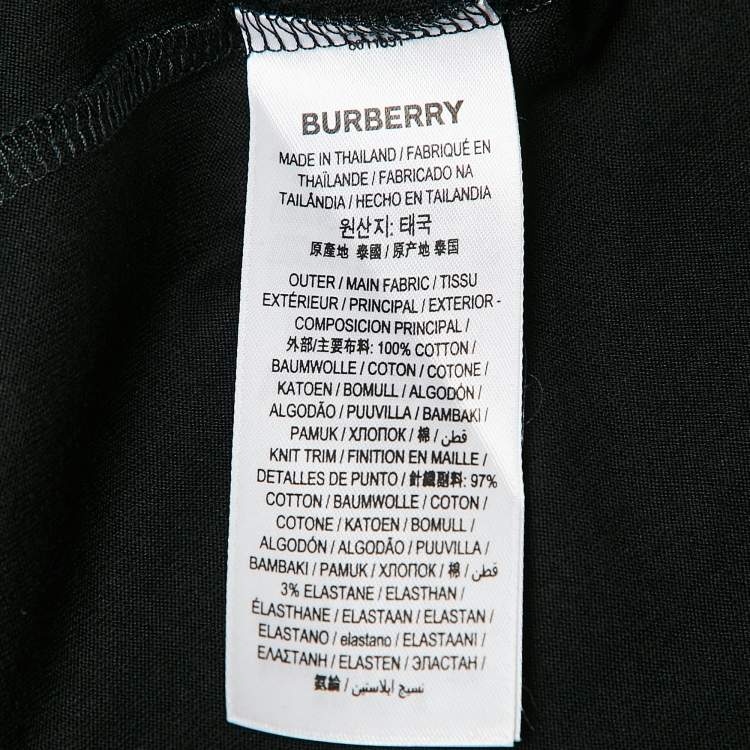 8011651
BURBERRY
MADE IN THAILAND / FABRIQUÉ EN
THAÏLANDE / FABRICADO NA
TAILÂNDIA / HECHO EN TAILANDIA
원산지: 태국
原產地 泰國 / 原产地 泰国
OUTER / MAIN FABRIC / TISSU
EXTÉRIEUR / PRINCIPAL / EXTERIOR -
COMPOSICION PRINCIPAL /
外部/主要布料: 100% COTTON /
BAUMWOLLE / COTON / COTONE /
KATOEN / BOMULL / ALGODÓN /
ALGODÃO / PUUVILLA / BAMBAKI /
PAMUK / ХЛОПОК / 棉 / قطن /
KNIT TRIM / FINITION EN MAILLE /
DETALLES DE PUNTO / 針織副料: 97%
COTTON / BAUMWOLLE / COTON /
COTONE / KATOEN / BOMULL /
ALGODÓN / ALGODÃO / PUUVILLA /
BAMBAKI / PAMUK / ХЛОПОК / 棉 / قطن /
3% ELASTANE / ELASTHAN /
ÉLASTHANE / ELASTAAN / ELASTAN /
ELASTANO / elastano / ELASTAANI /
ΕΛΑΣΤΑΝΗ / ELASTEN / ЭЛАСТАН /
氨綸 / نسيج ايلاستين